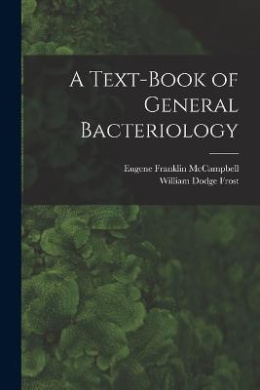 A Text-Book of
General
Bacteriology
Eugene Franklin McCampbell
William Dodge Frost